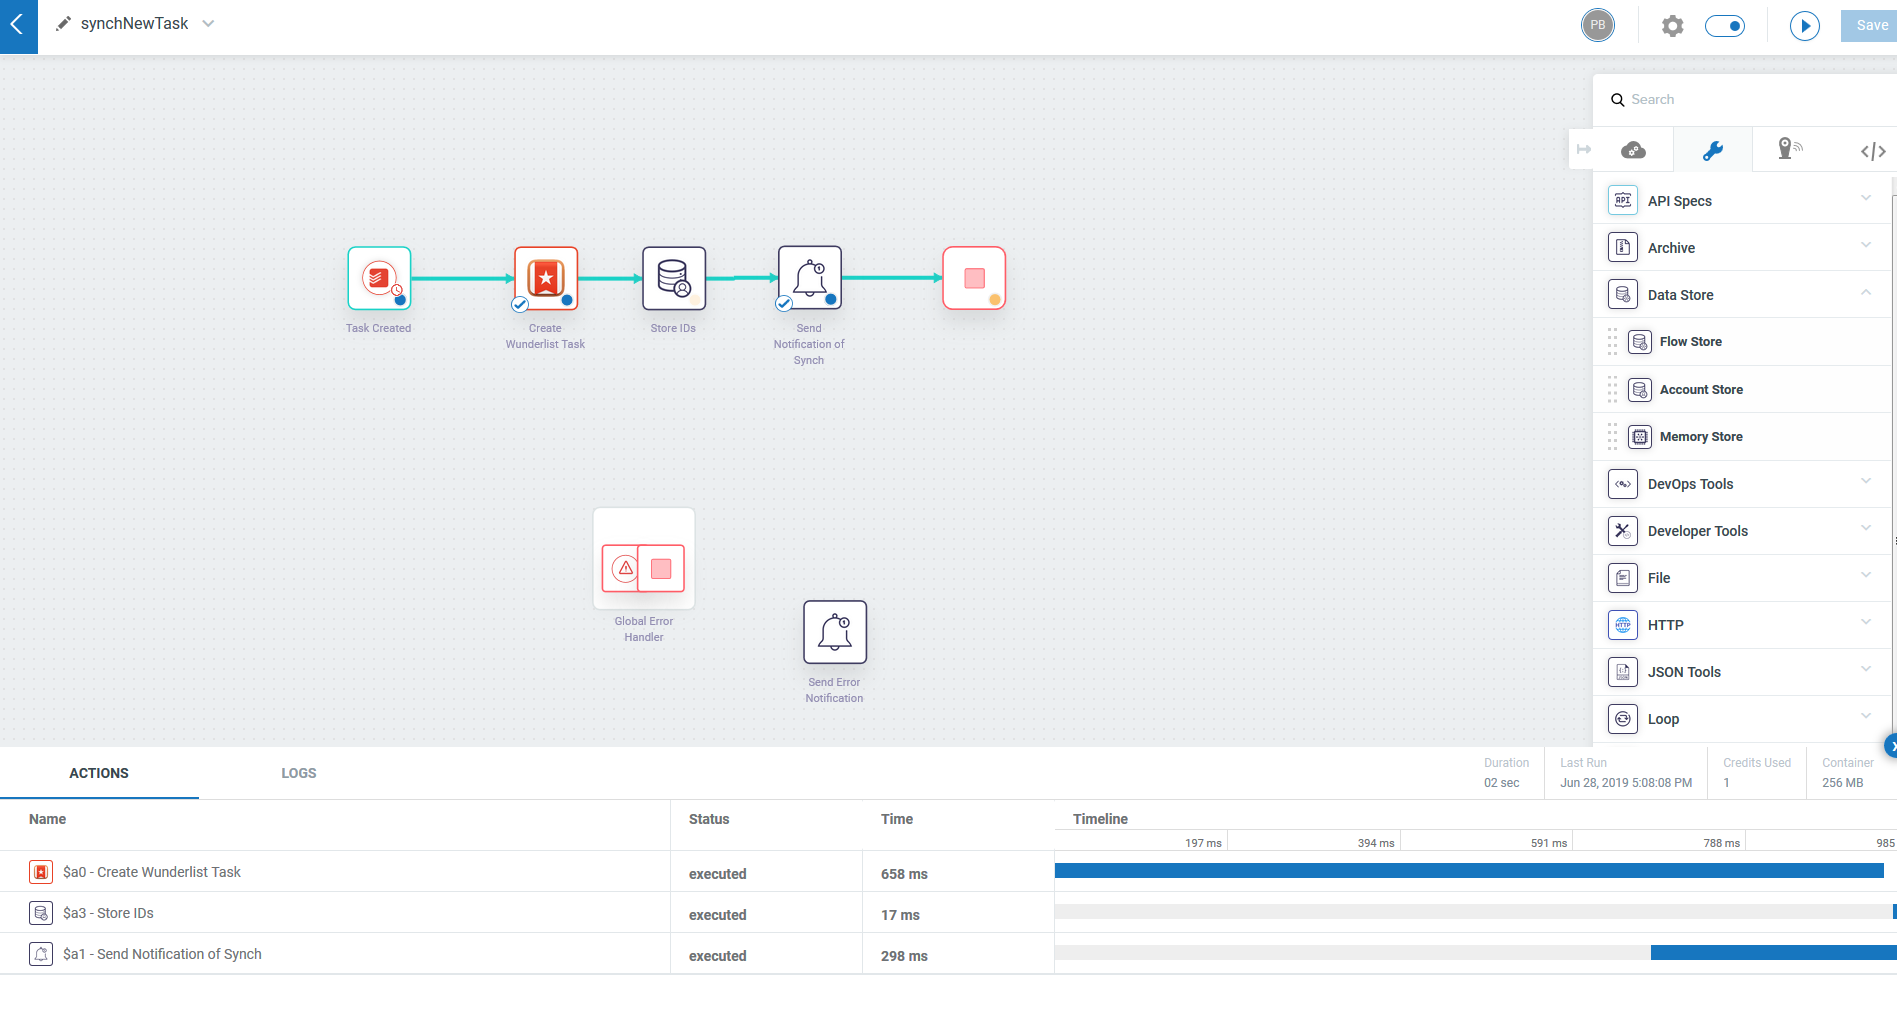 synchNewTask
PB
Save
Search
API Specs
Archive
Data Store
Flow Store
Account Store
Memory Store
DevOps Tools
Developer Tools
File
HTTP
JSON Tools
Loop
Task Created
Create
Wunderlist Task
Store IDs
Send
Notification of
Synch
Global Error
Handler
Send Error
Notification
ACTIONS
LOGS
Duration
02 sec
Last Run
Jun 28, 2019 5:08:08 PM
Credits Used
1
Container
256 MB
Name
Status
Time
Timeline
197 ms
394 ms
591 ms
788 ms
985
$a0 - Create Wunderlist Task
executed
658 ms
$a3 - Store IDs
executed
17 ms
$a1 - Send Notification of Synch
executed
298 ms